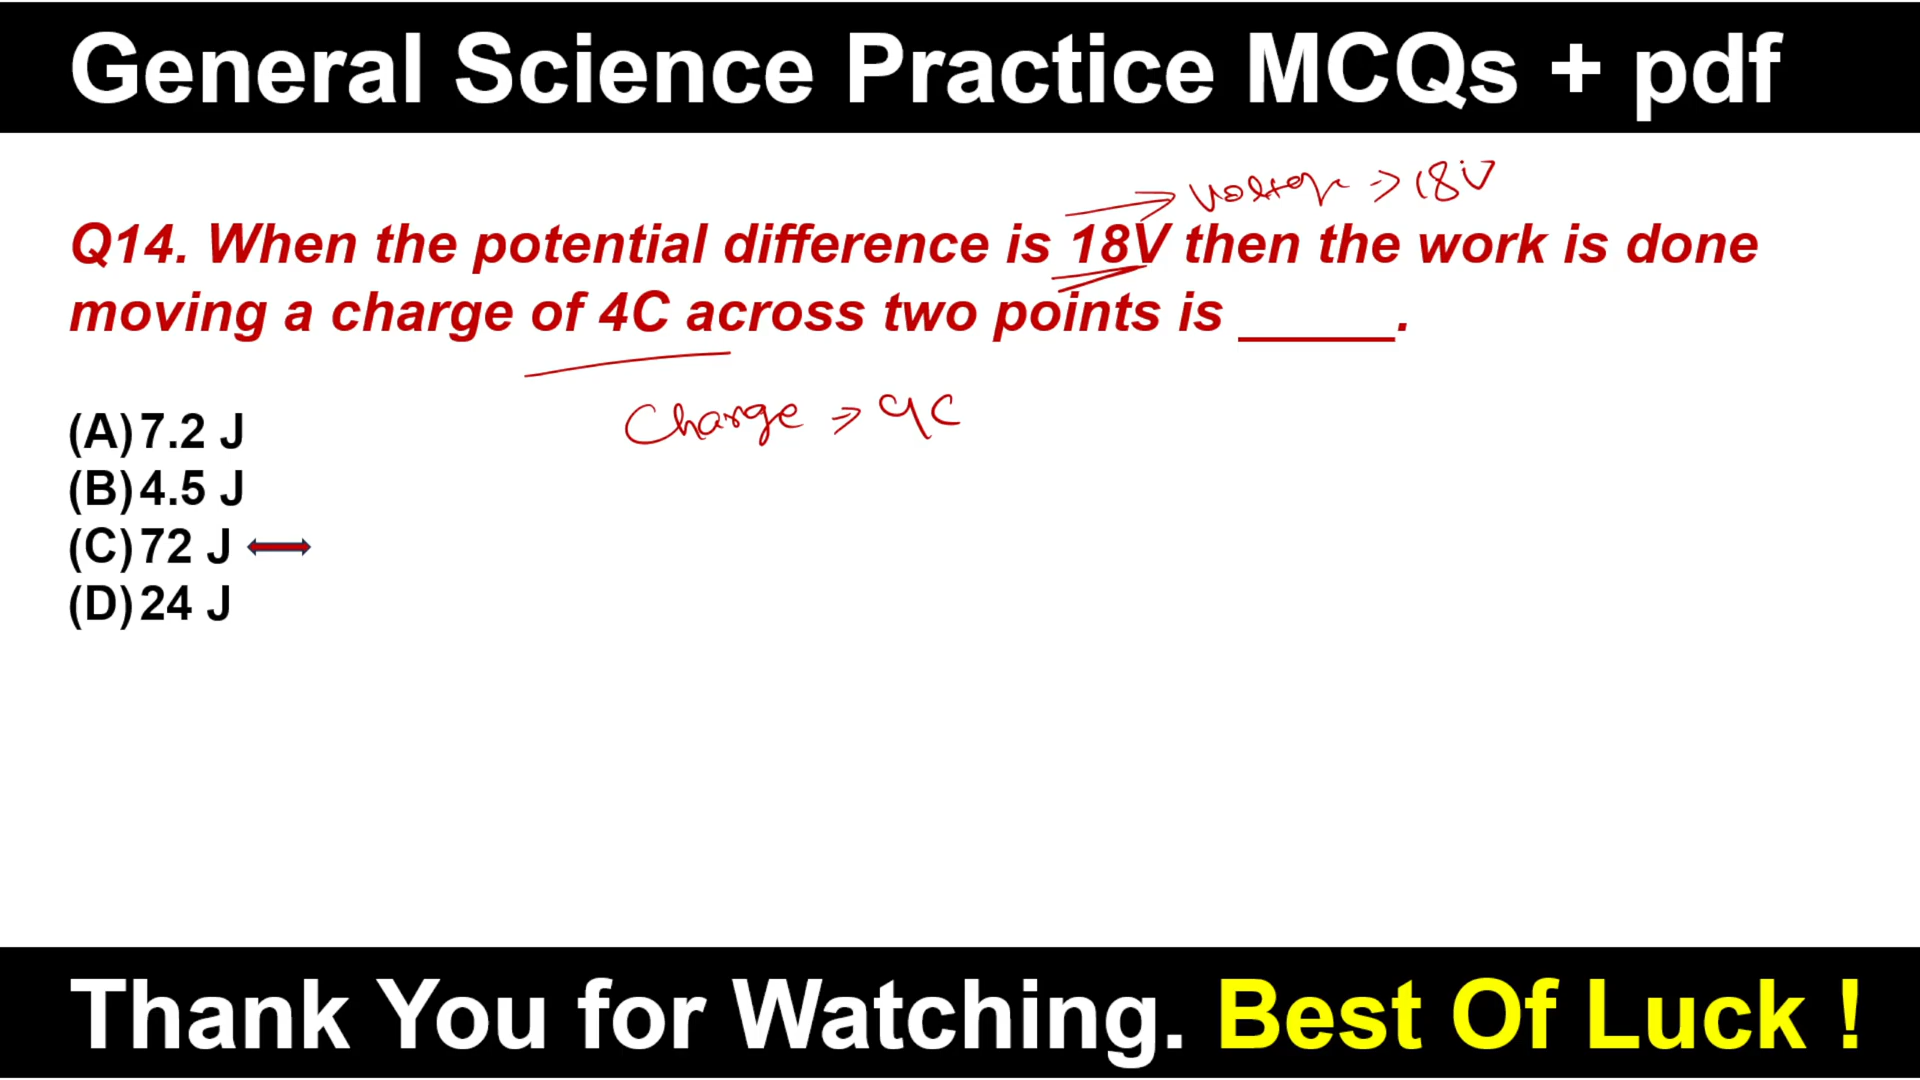 General Science Practice MCQs + pdf
Voltage => 18V
Q14. When the potential difference is 18V then the work is done
moving a charge of 4C across two points is _____.
Charge => 4C
(A) 7.2 J
(B) 4.5 J
(C) 72 J
(D) 24 J
Thank You for Watching. Best Of Luck !